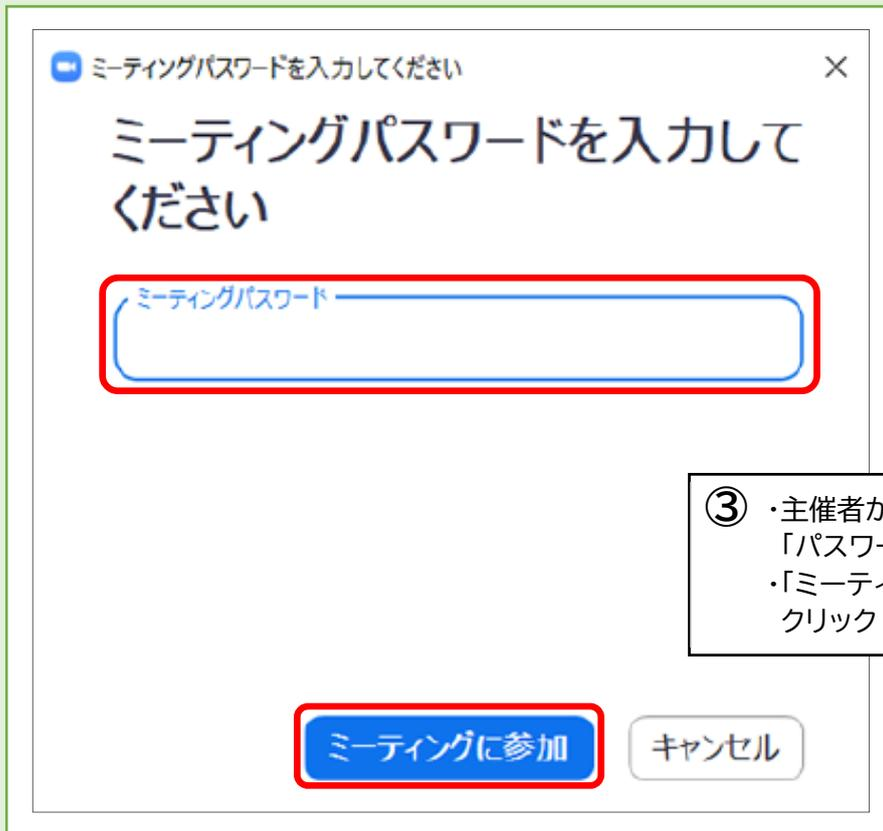 ミーティングパスワードを入力してください
ミーティングパスワードを入力して
ください
ミーティングパスワード
③ ・主催者か
「パスワー
・「ミーティ
クリック
ミーティングに参加
キャンセル